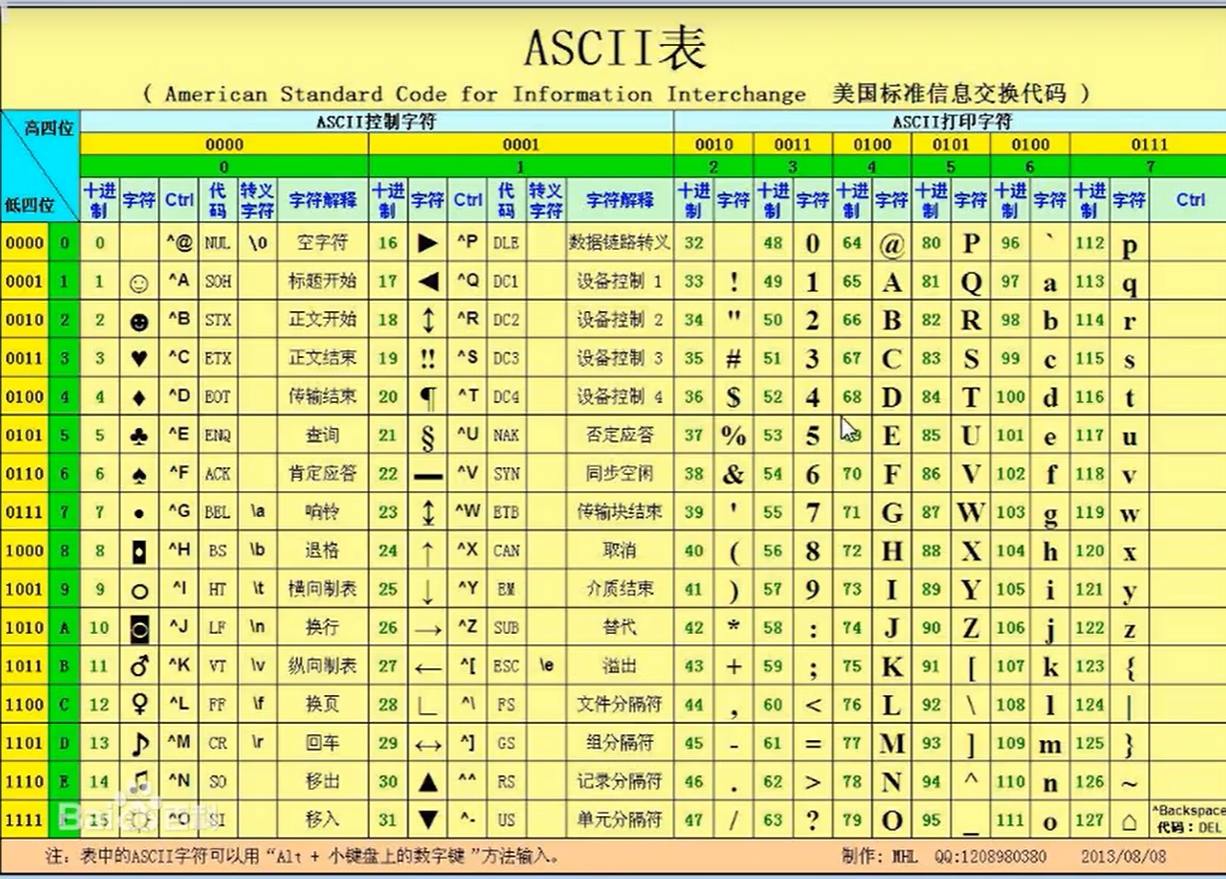 ASCII表
( American Standard Code for Information Interchange 美国标准信息交换代码 )
高四位 ASCII控制字符 ASCII打印字符
0000 0001 0010 0011 0100 0101 0100 0111
0 1 2 3 4 5 6 7
低四位 十进制 字符 Ctrl 代码 转义字符 字符解释 十进制 字符 Ctrl 代码 转义字符 字符解释 十进制 字符 十进制 字符 十进制 字符 十进制 字符 十进制 字符 十进制 字符 Ctrl
0000 0 0 ^@ NUL \0 空字符 16 ► ^P DLE 数据链路转义 32 48 0 64 @ 80 P 96 ` 112 p
0001 1 1 ☺ ^A SOH 标题开始 17 ◄ ^Q DC1 设备控制 1 33 ! 49 1 65 A 81 Q 97 a 113 q
0010 2 2 ☻ ^B STX 正文开始 18 ↕ ^R DC2 设备控制 2 34 " 50 2 66 B 82 R 98 b 114 r
0011 3 3 ♥ ^C ETX 正文结束 19 ‼ ^S DC3 设备控制 3 35 # 51 3 67 C 83 S 99 c 115 s
0100 4 4 ♦ ^D EOT 传输结束 20 ¶ ^T DC4 设备控制 4 36 $ 52 4 68 D 84 T 100 d 116 t
0101 5 5 ♣ ^E ENQ 查询 21 § ^U NAK 否定应答 37 % 53 5 E 85 U 101 e 117 u
0110 6 6 ♠ ^F ACK 肯定应答 22 ▬ ^V SYN 同步空闲 38 & 54 6 70 F 86 V 102 f 118 v
0111 7 7 • ^G BEL \a 响铃 23 ↨ ^W ETB 传输块结束 39 ' 55 7 71 G 87 W 103 g 119 w
1000 8 8 ◘ ^H BS \b 退格 24 ↑ ^X CAN 取消 40 ( 56 8 72 H 88 X 104 h 120 x
1001 9 9 ○ ^I HT \t 横向制表 25 ↓ ^Y EM 介质结束 41 ) 57 9 73 I 89 Y 105 i 121 y
1010 A 10 ◙ ^J LF \n 换行 26 → ^Z SUB 替代 42 * 58 : 74 J 90 Z 106 j 122 z
1011 B 11 ♂ ^K VT \v 纵向制表 27 ← ^[ ESC \e 溢出 43 + 59 ; 75 K 91 [ 107 k 123 {
1100 C 12 ♀ ^L FF \f 换页 28 ∟ ^\ FS 文件分隔符 44 , 60 < 76 L 92 \ 108 l 124 |
1101 D 13 ♪ ^M CR \r 回车 29 ↔ ^] GS 组分隔符 45 - 61 = 77 M 93 ] 109 m 125 }
1110 E 14 ♫ ^N SO 移出 30 ▲ ^^ RS 记录分隔符 46 . 62 > 78 N 94 ^ 110 n 126 ~
1111 15 ☼ ^O SI 移入 31 ▼ ^- US 单元分隔符 47 / 63 ? 79 O 95 _ 111 o 127 ⌂ ^Backspace 代码: DEL
Bai 百科
注: 表中的ASCII字符可以用“Alt + 小键盘上的数字键”方法输入。 制作: MHL QQ:1208980380 2013/08/08